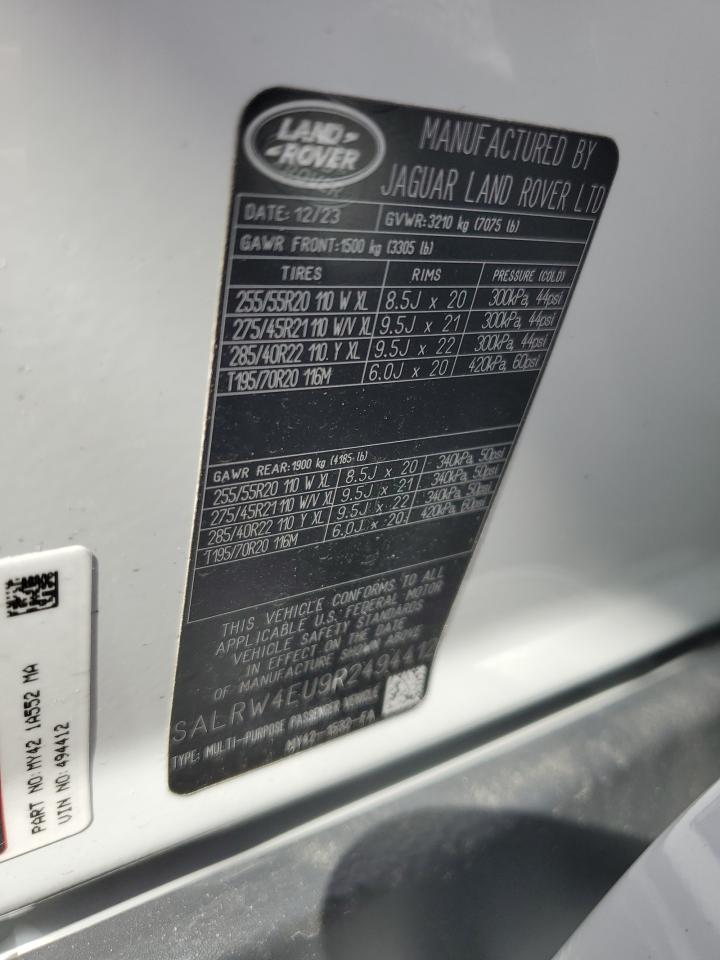 LAND
ROVER
MANUFACTURED BY
JAGUAR LAND ROVER LTD
DATE: 12/23 GVWR:3210 kg (7075 lb)
GAWR FRONT:1500 kg (3305 lb)
TIRES RIMS PRESSURE (COLD)
255/55R20 110 W XL 8.5J x 20 300kPa, 44psi
275/45R21 110 W/V XL 9.5J x 21 300kPa, 44psi
285/40R22 110 Y XL 9.5J x 22 300kPa, 44psi
T195/70R20 116M 6.0J x 20 420kPa, 60psi
GAWR REAR:1900 kg (4185 lb)
255/55R20 110 W XL 8.5J x 20 340kPa, 50psi
275/45R21 110 W/V XL 9.5J x 21 340kPa, 50psi
285/40R22 110 Y XL 9.5J x 22 340kPa, 50psi
T195/70R20 116M 6.0J x 20 420kPa, 60psi
THIS VEHICLE CONFORMS TO ALL
APPLICABLE U.S. FEDERAL MOTOR
VEHICLE SAFETY STANDARDS
IN EFFECT ON THE DATE
OF MANUFACTURE SHOWN ABOVE
SALRW4EU9R2494412
TYPE: MULTI-PURPOSE PASSENGER VEHICLE
MY42-1532-FA
PART NO:MY42 1A552 MA
VIN NO: 494412